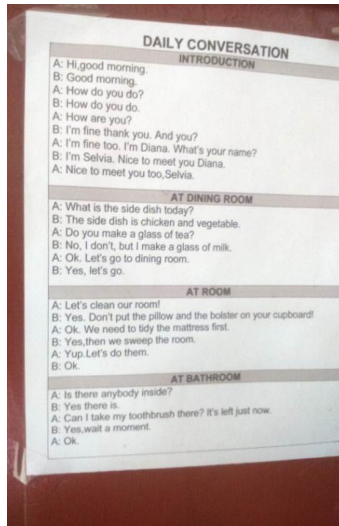 DAILY CONVERSATION
INTRODUCTION
A: Hi,good morning.
B: Good morning.
A: How do you do?
B: How do you do.
A: How are you?
B: I'm fine thank you. And you?
A: I'm fine too. I'm Diana. What's your name?
B: I'm Selvia. Nice to meet you Diana.
A: Nice to meet you too,Selvia.
AT DINING ROOM
A: What is the side dish today?
B: The side dish is chicken and vegetable.
A: Do you make a glass of tea?
B: No, I don't, but I make a glass of milk.
A: Ok. Let's go to dining room.
B: Yes, let's go.
AT ROOM
A: Let's clean our room!
B: Yes. Don't put the pillow and the bolster on your cupboard!
A: Ok. We need to tidy the mattress first.
B: Yes,then we sweep the room.
A: Yup.Let's do them.
B: Ok.
AT BATHROOM
A: Is there anybody inside?
B: Yes there is.
A: Can I take my toothbrush there? It's left just now.
B: Yes,wait a moment.
A: Ok.